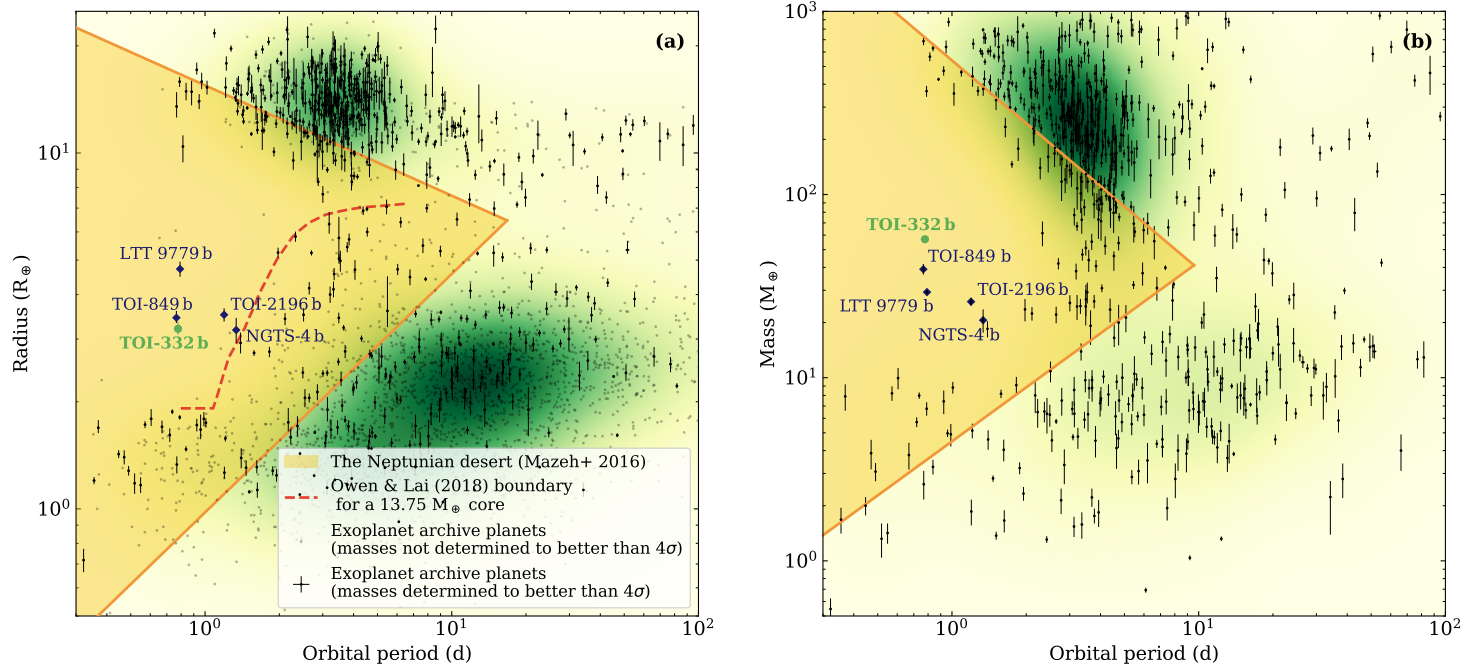 (a)
Radius (R⊕)
10¹
10⁰
LTT 9779 b
TOI-849 b
TOI-2196 b
TOI-332 b
NGTS-4 b
The Neptunian desert (Mazeh+ 2016)
Owen & Lai (2018) boundary
for a 13.75 M⊕ core
Exoplanet archive planets
(masses not determined to better than 4σ)
Exoplanet archive planets
(masses determined to better than 4σ)
10⁰ 10¹ 10²
Orbital period (d)
(b)
Mass (M⊕)
10³
10²
10¹
10⁰
TOI-332 b
TOI-849 b
TOI-2196 b
LTT 9779 b
NGTS-4 b
10⁰ 10¹ 10²
Orbital period (d)